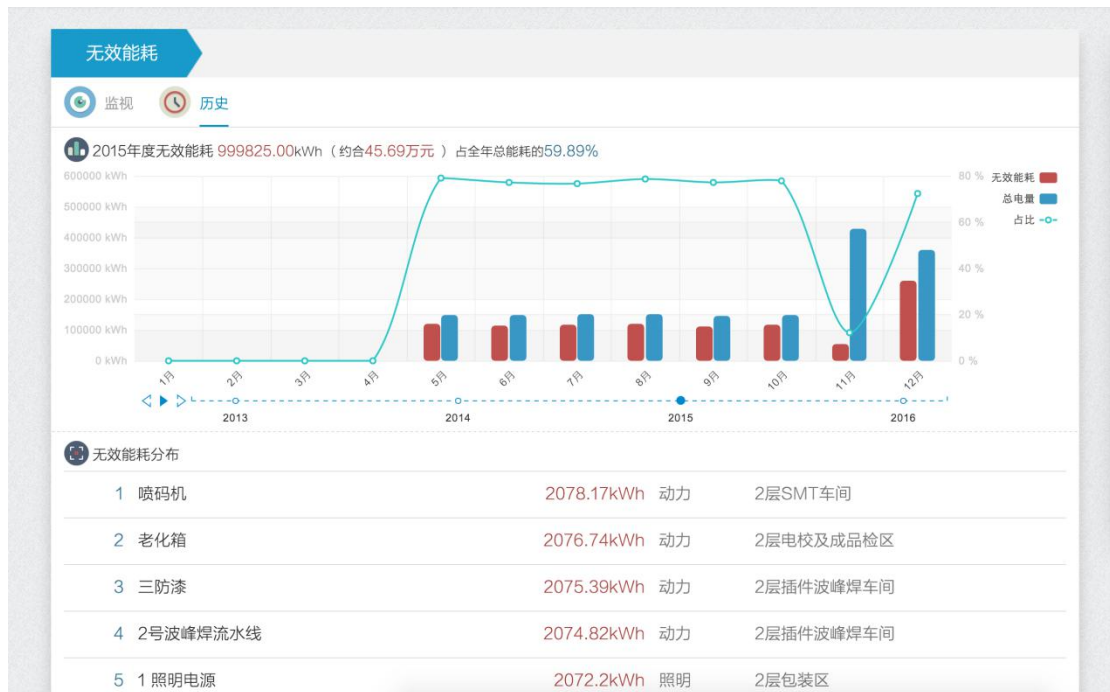 无效能耗
监视 历史
2015年度无效能耗 999825.00kWh（约合45.69万元 ）占全年总能耗的59.89%
600000 kWh 80 % 无效能耗
500000 kWh 总电量
60 % 占比
400000 kWh
300000 kWh 40 %
200000 kWh
100000 kWh 20 %
0 kWh 0 %
1月 2月 3月 4月 5月 6月 7月 8月 9月 10月 11月 12月
2013 2014 2015 2016
无效能耗分布
1 喷码机 2078.17kWh 动力 2层SMT车间
2 老化箱 2076.74kWh 动力 2层电校及成品检区
3 三防漆 2075.39kWh 动力 2层插件波峰焊车间
4 2号波峰焊流水线 2074.82kWh 动力 2层插件波峰焊车间
5 1 照明电源 2072.2kWh 照明 2层包装区